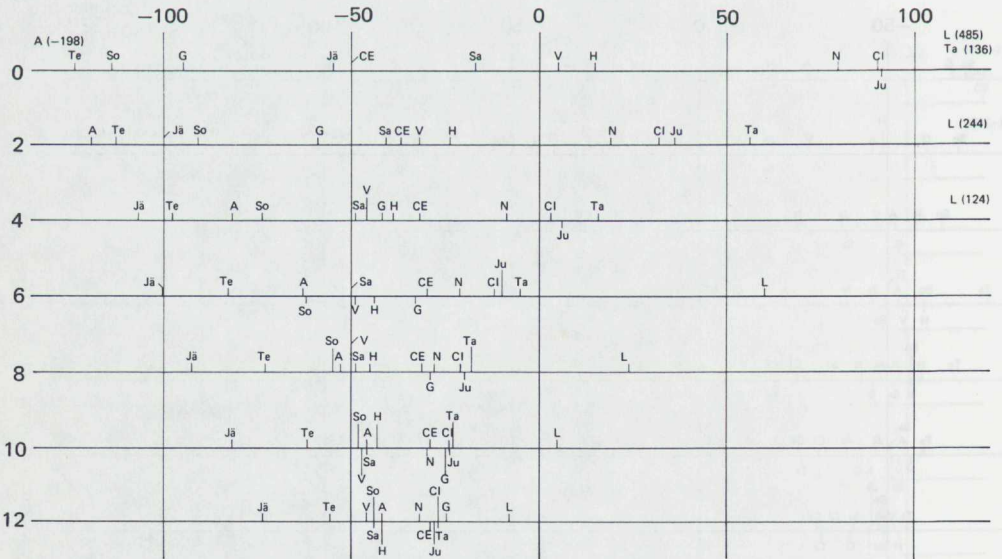 −100 −50 0 50 100
A (−198) L (485)
Ta (136)
Te So G Jä CE Sa V H N Cl
0
Ju
A Te Jä So G Sa CE V H N Cl Ju Ta L (244)
2
V
Jä Te A So Sa G H CE N Cl Ta L (124)
4
Ju
Ju
Jä Te A Sa CE N Cl Ta L
6
So V H G
So V Ta
Jä Te A Sa H CE N Cl L
8
G Ju
So H Ta
Jä Te A CE Cl L
10
Sa N Ju
V G
So Cl
Jä Te V A N G L
12
Sa CE Ta
H Ju